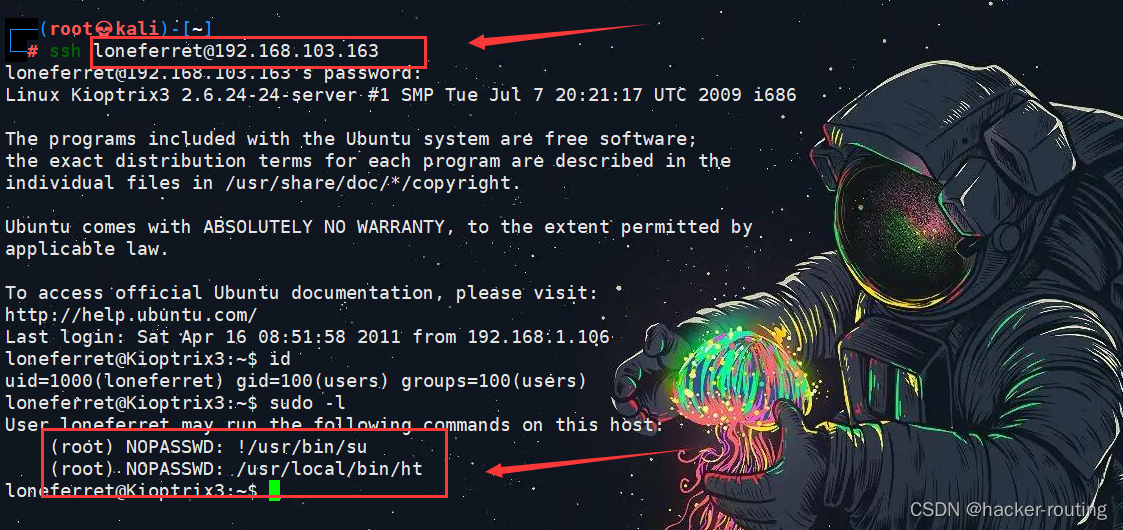 (root💀kali)-[~]
# ssh loneferret@192.168.103.163
loneferret@192.168.103.163's password:
Linux Kioptrix3 2.6.24-24-server #1 SMP Tue Jul 7 20:21:17 UTC 2009 i686
The programs included with the Ubuntu system are free software;
the exact distribution terms for each program are described in the
individual files in /usr/share/doc/*/copyright.
Ubuntu comes with ABSOLUTELY NO WARRANTY, to the extent permitted by
applicable law.
To access official Ubuntu documentation, please visit:
http://help.ubuntu.com/
Last login: Sat Apr 16 08:51:58 2011 from 192.168.1.106
loneferret@Kioptrix3:~$ id
uid=1000(loneferret) gid=100(users) groups=100(users)
loneferret@Kioptrix3:~$ sudo -l
User loneferret may run the following commands on this host:
(root) NOPASSWD: !/usr/bin/su
(root) NOPASSWD: /usr/local/bin/ht
loneferret@Kioptrix3:~$
CSDN @hacker-routing